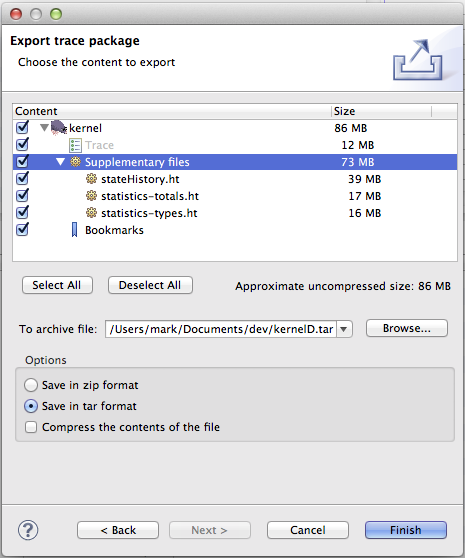 Export trace package
Choose the content to export
Content Size
kernel 86 MB
Trace 12 MB
Supplementary files 73 MB
stateHistory.ht 39 MB
statistics-totals.ht 17 MB
statistics-types.ht 16 MB
Bookmarks
Select All Deselect All Approximate uncompressed size: 86 MB
To archive file: /Users/mark/Documents/dev/kernelD.tar Browse...
Options
Save in zip format
Save in tar format
Compress the contents of the file
? < Back Next > Cancel Finish